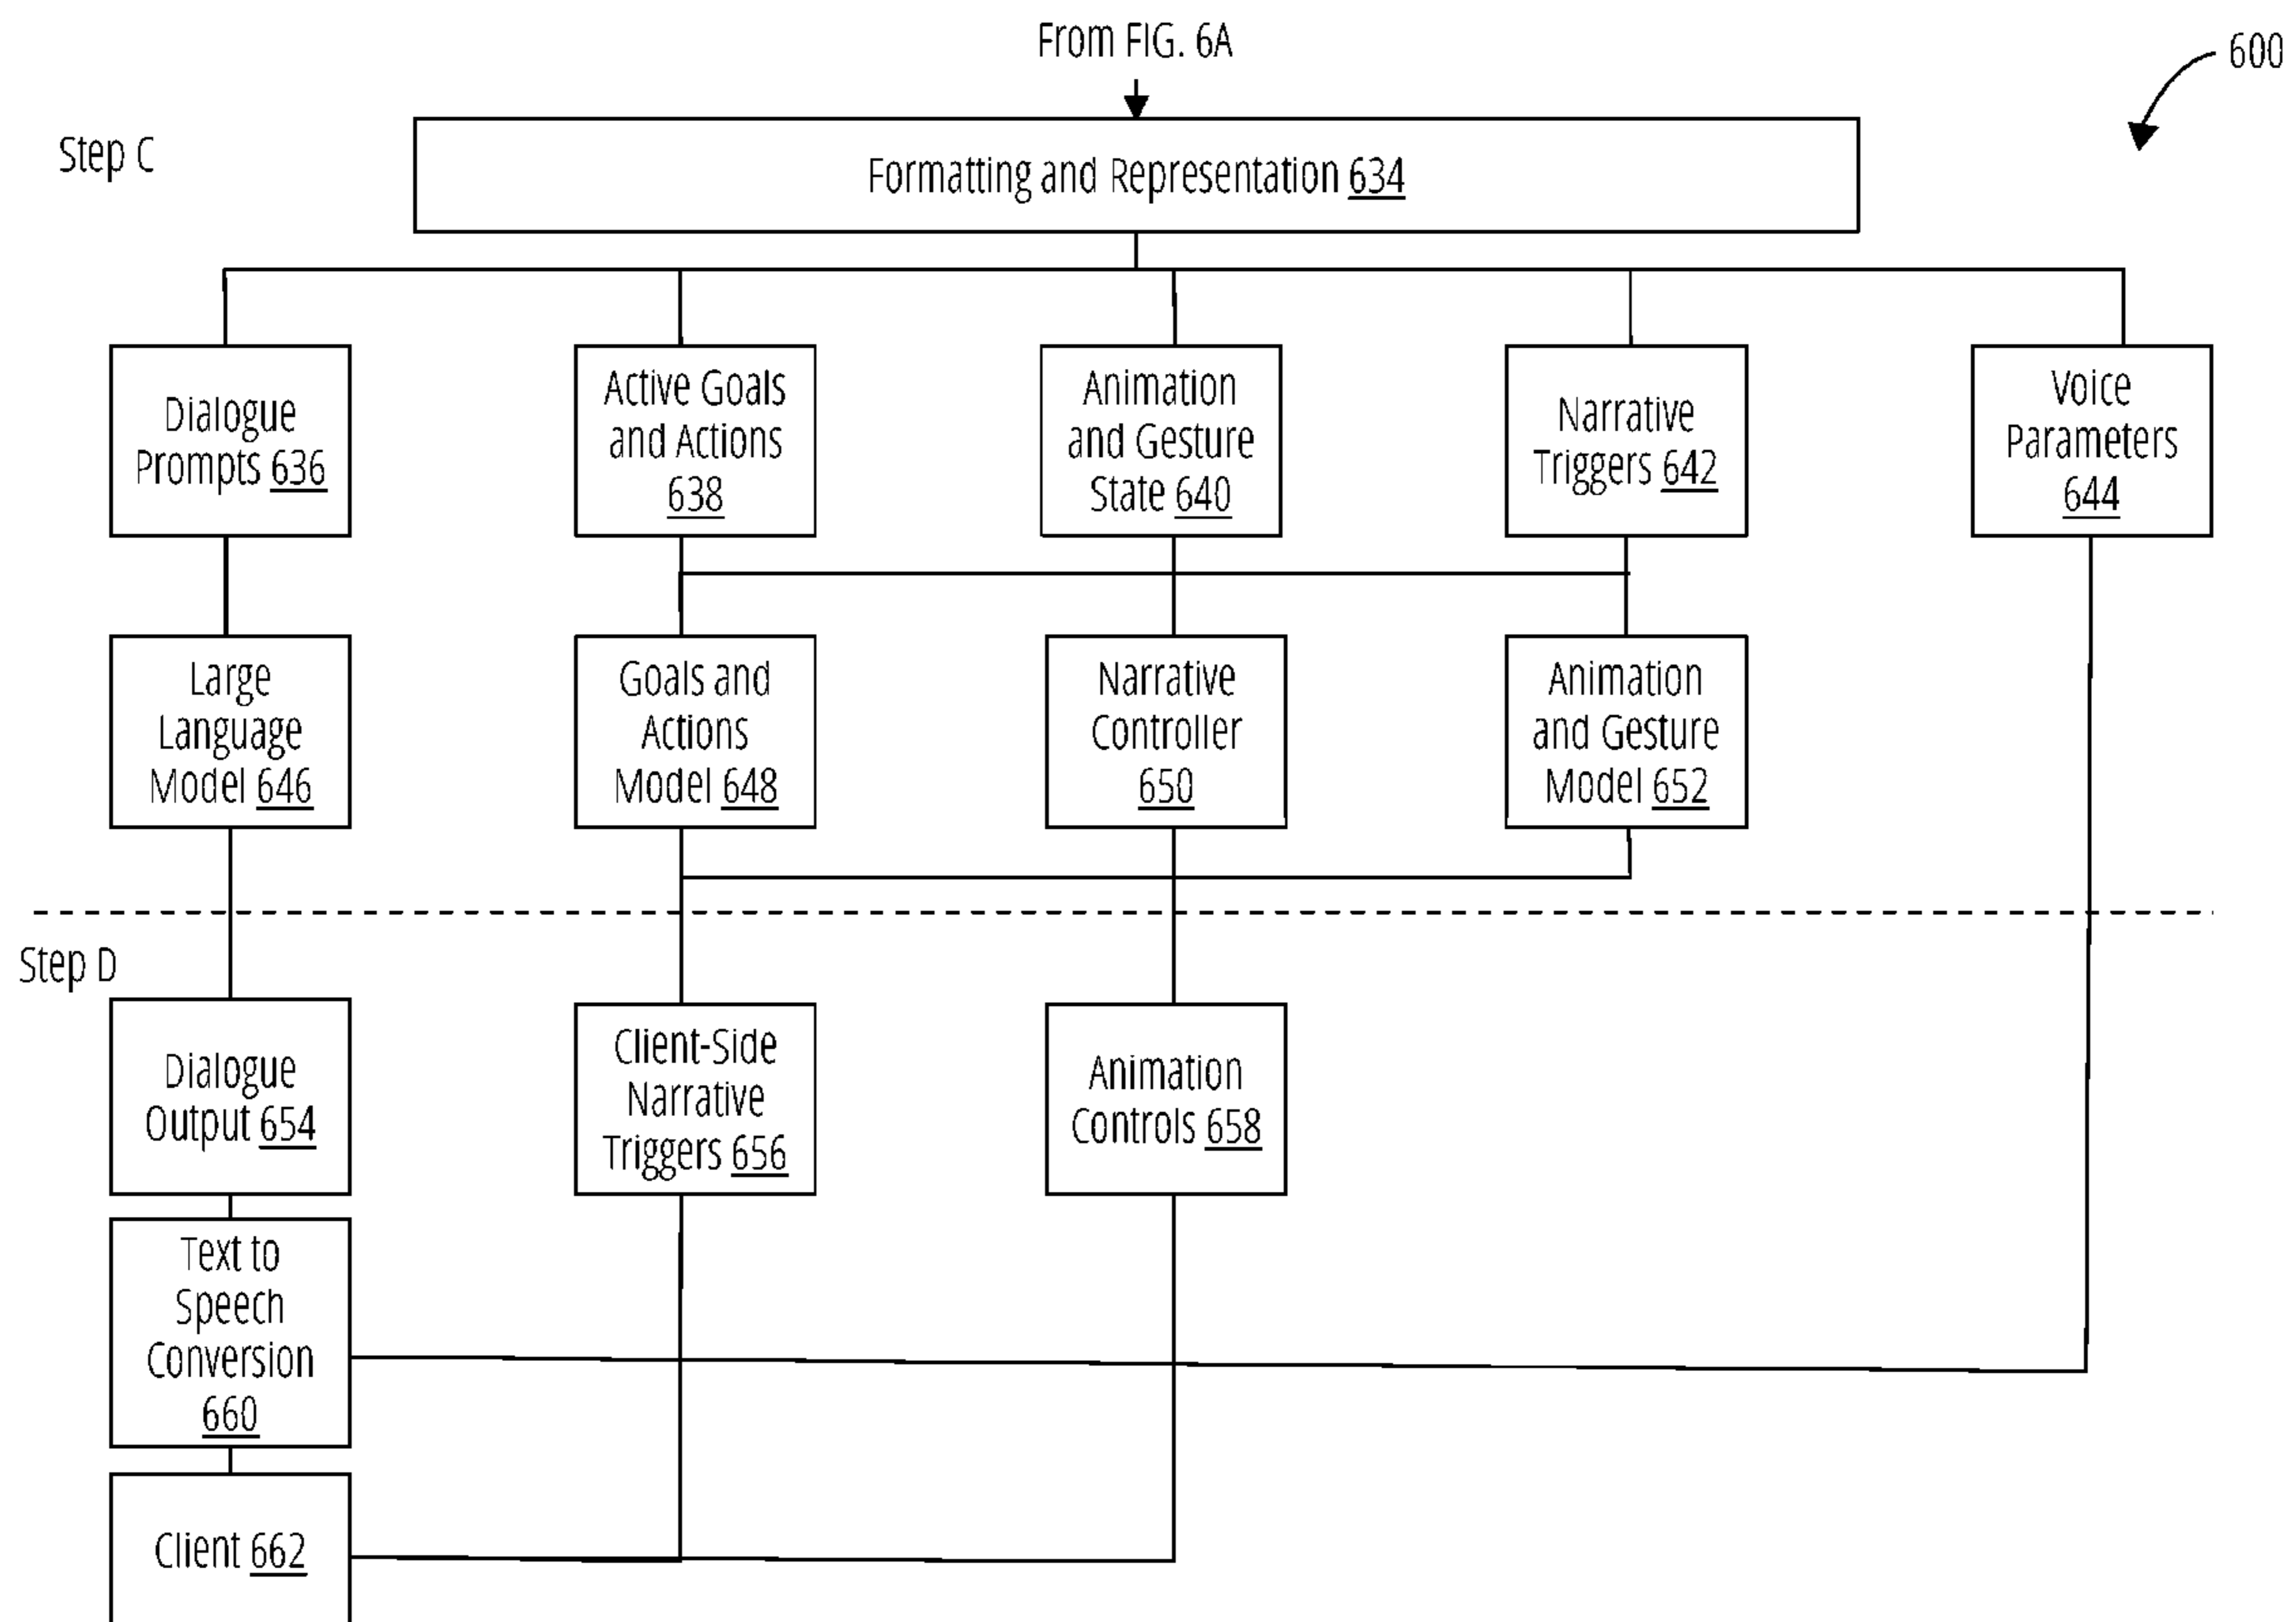 From FIG. 6A
600
Step C
Formatting and Representation 634
Dialogue
Prompts 636
Active Goals
and Actions
638
Animation
and Gesture
State 640
Narrative
Triggers 642
Voice
Parameters
644
Large
Language
Model 646
Goals and
Actions
Model 648
Narrative
Controller
650
Animation
and Gesture
Model 652
Step D
Dialogue
Output 654
Client-Side
Narrative
Triggers 656
Animation
Controls 658
Text to
Speech
Conversion
660
Client 662